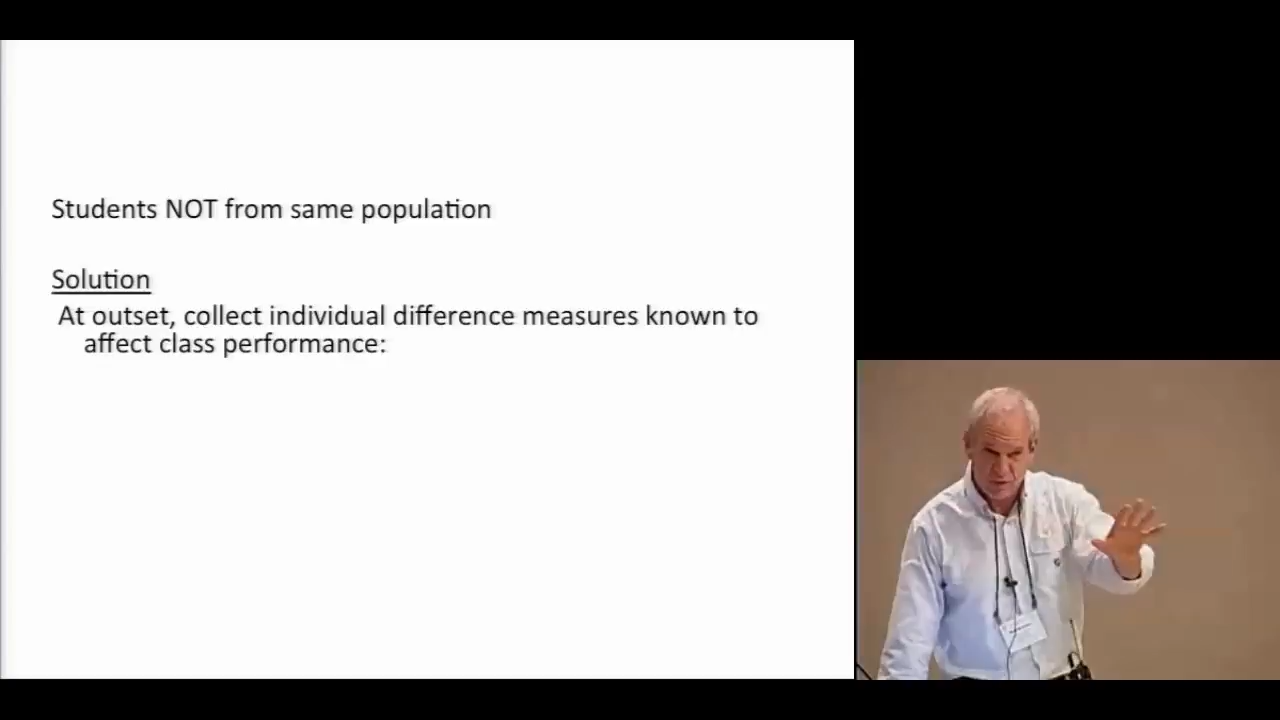 Students NOT from same population
Solution
At outset, collect individual difference measures known to
affect class performance: